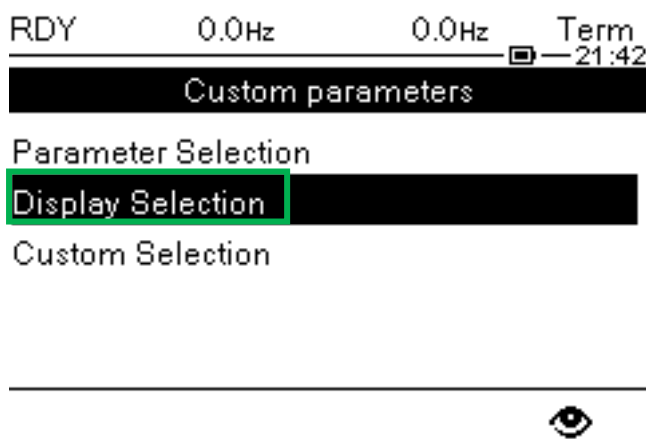 RDY 0.0Hz 0.0Hz Term
21:42
Custom parameters
Parameter Selection
Display Selection
Custom Selection